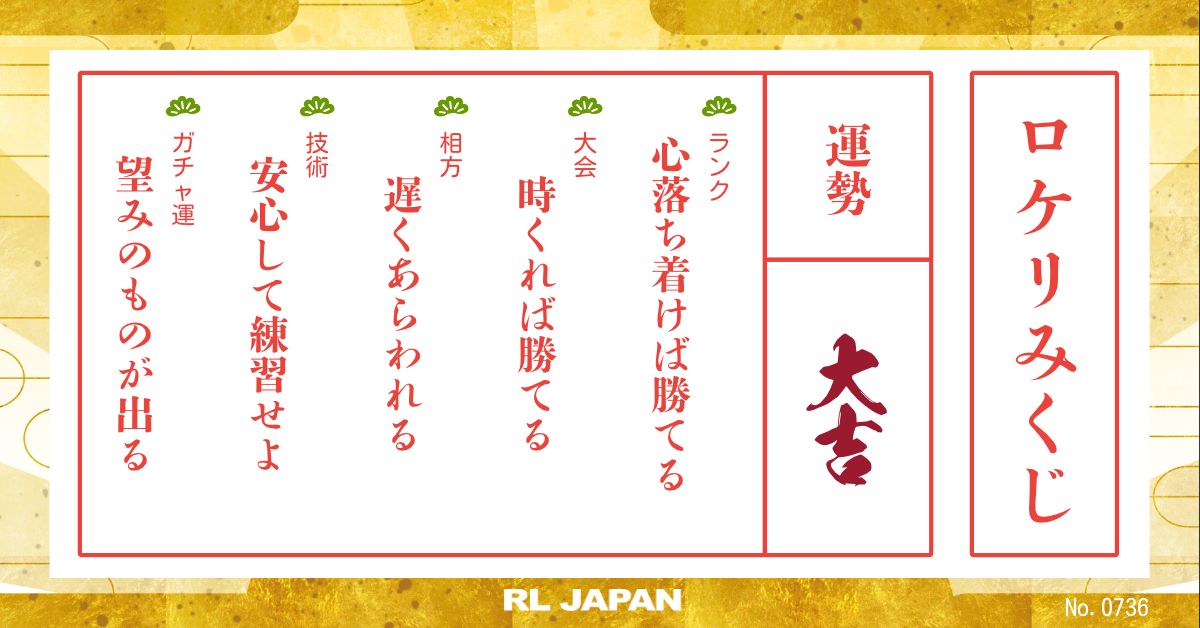 ロケリみくじ
運勢
大吉
ランク
心落ち着けば勝てる
大会
時くれば勝てる
相方
遅くあらわれる
技術
安心して練習せよ
ガチャ運
望みのものが出る
RL JAPAN
No. 0736